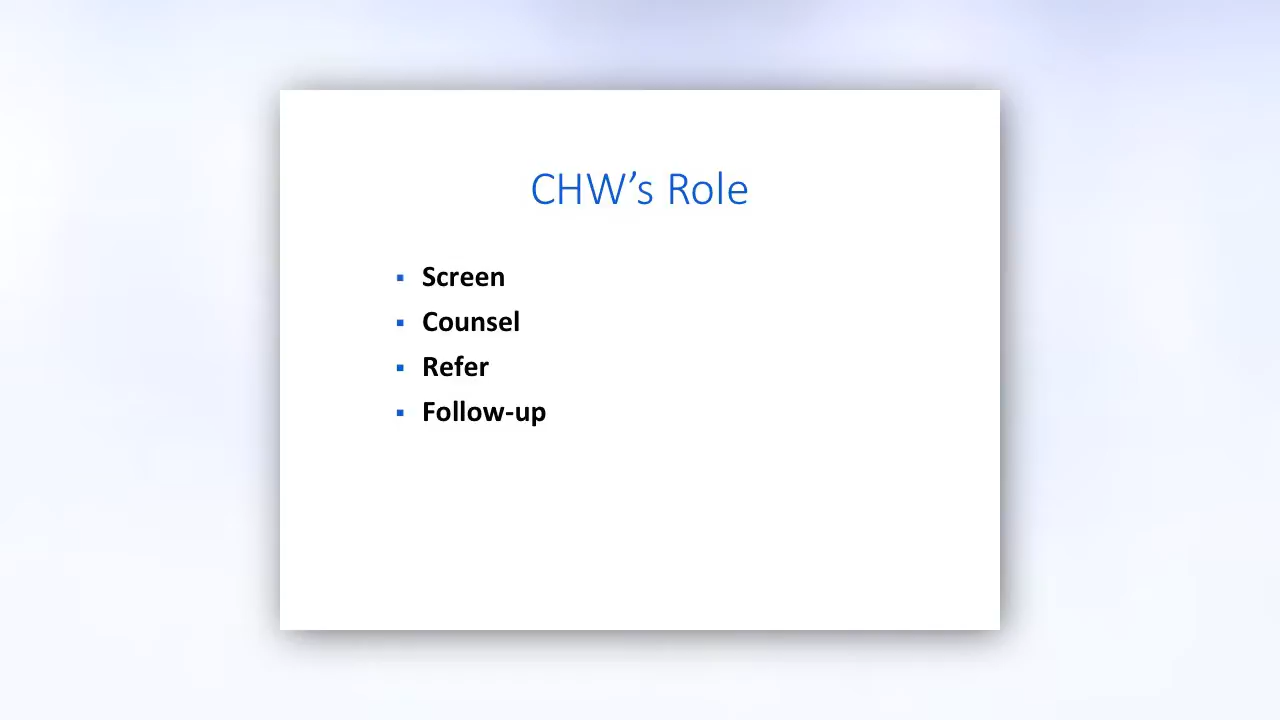 CHW’s Role
▪ Screen
▪ Counsel
▪ Refer
▪ Follow-up